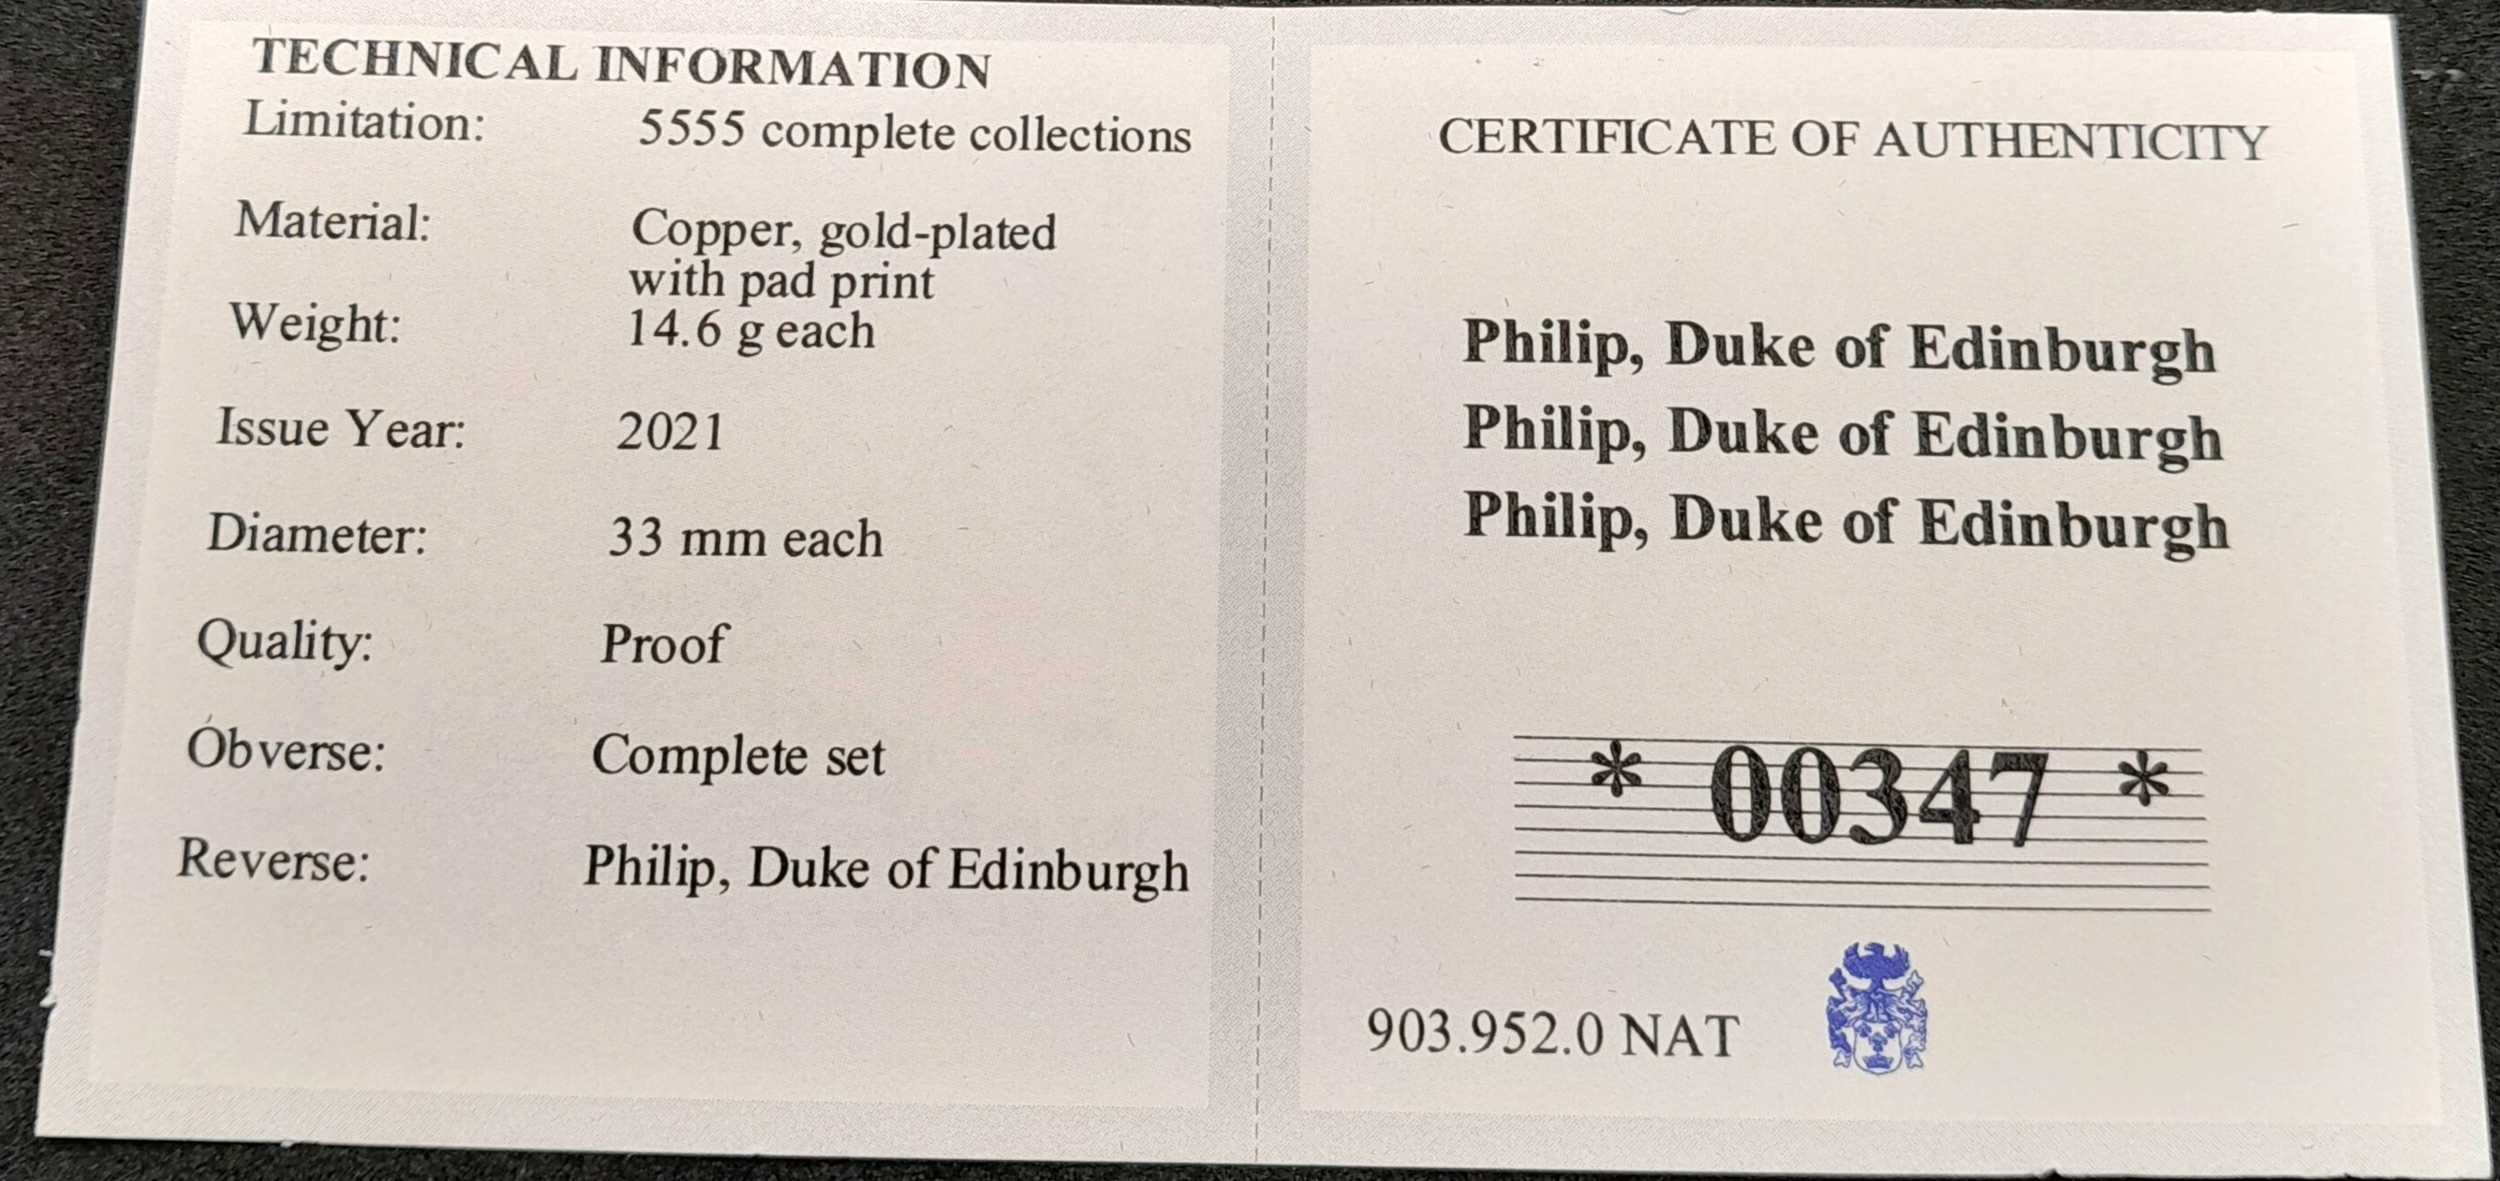 TECHNICAL INFORMATION
Limitation: 5555 complete collections
Material: Copper, gold-plated
with pad print
Weight: 14.6 g each
Issue Year: 2021
Diameter: 33 mm each
Quality: Proof
Obverse: Complete set
Reverse: Philip, Duke of Edinburgh
CERTIFICATE OF AUTHENTICITY
Philip, Duke of Edinburgh
Philip, Duke of Edinburgh
Philip, Duke of Edinburgh
* 00347 *
903.952.0 NAT